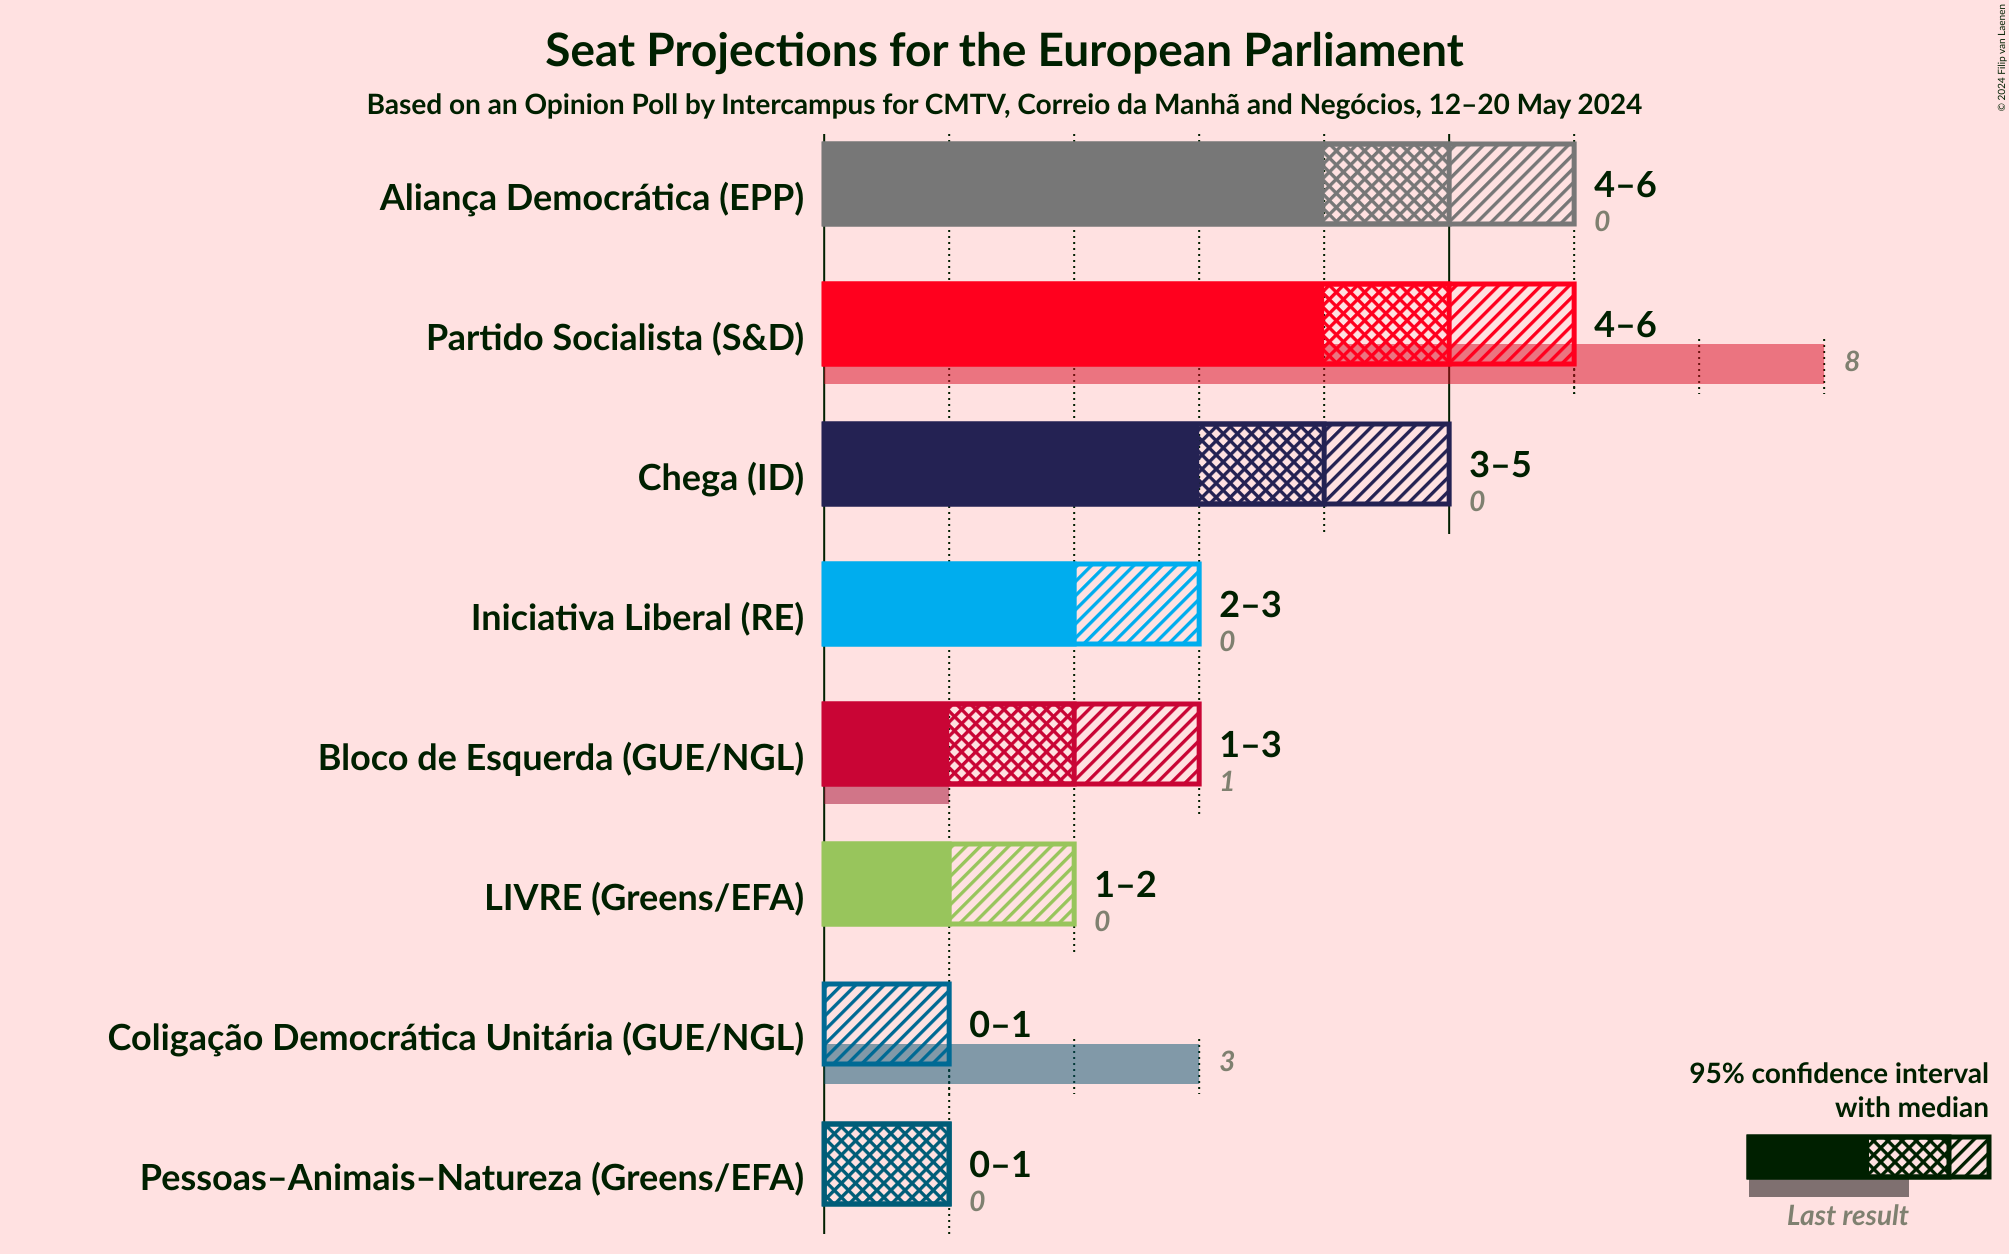 Seat Projections for the European Parliament
Based on an Opinion Poll by Intercampus for CMTV, Correio da Manhã and Negócios, 12–20 May 2024
© 2024 Filip van Laenen
Aliança Democrática (EPP)
4–6
0
Partido Socialista (S&D)
4–6
8
Chega (ID)
3–5
0
Iniciativa Liberal (RE)
2–3
0
Bloco de Esquerda (GUE/NGL)
1–3
1
LIVRE (Greens/EFA)
1–2
0
Coligação Democrática Unitária (GUE/NGL)
0–1
3
Pessoas–Animais–Natureza (Greens/EFA)
0–1
0
95% confidence interval
with median
Last result